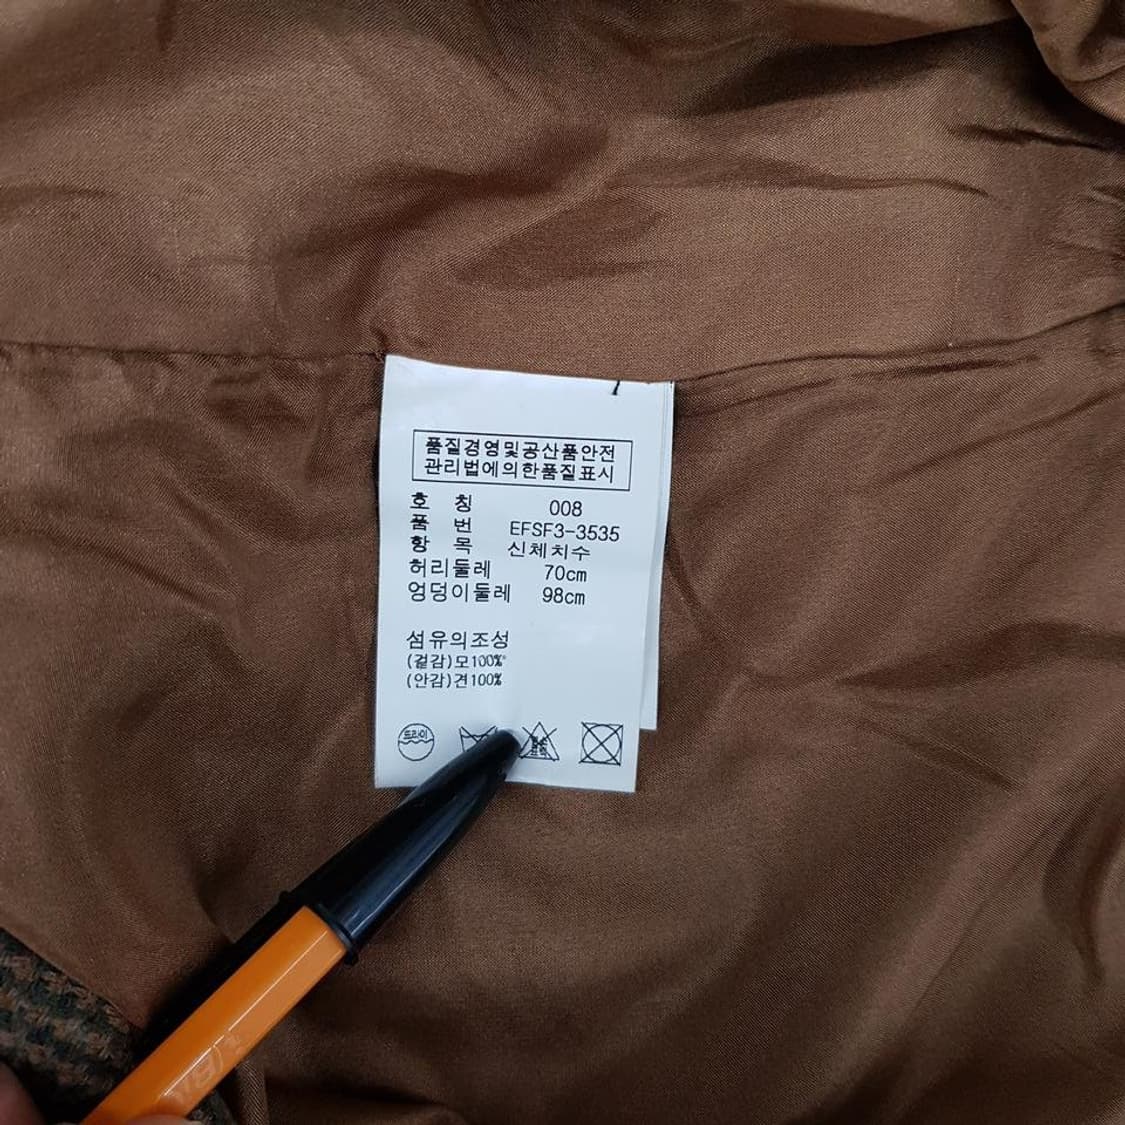 품질경영및공산품안전
관리법에의한품질표시
호 칭 008
품 번 EFSF3-3535
항 목 신체치수
허리둘레 70cm
엉덩이둘레 98cm
섬유의조성
(겉감)모100%
(안감)견100%
드라이